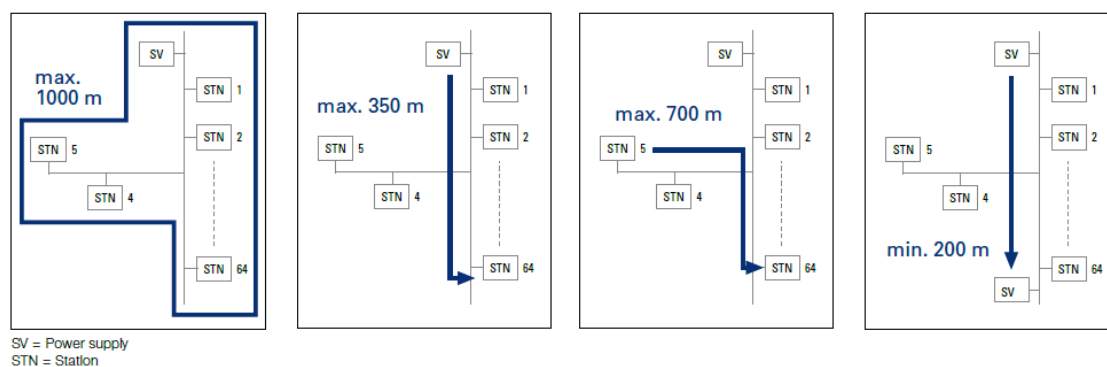 SV
max.
1000 m
STN 1
STN 2
STN 5
STN 4
STN 64
SV
max. 350 m
STN 1
STN 2
STN 5
STN 4
STN 64
SV
max. 700 m
STN 1
STN 2
STN 5
STN 4
STN 64
SV
STN 1
STN 2
STN 5
STN 4
min. 200 m
STN 64
SV
SV = Power supply
STN = Station